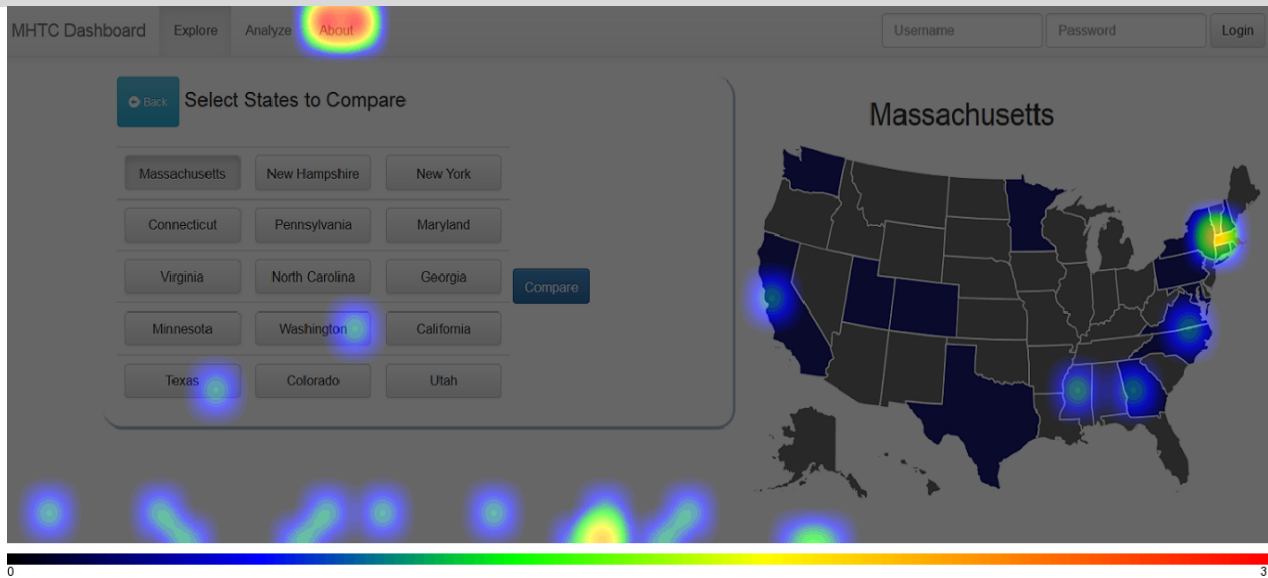 MHTC Dashboard Explore Analyze About Username Password Login
Back Select States to Compare
Massachusetts
Massachusetts New Hampshire New York
Connecticut Pennsylvania Maryland
Virginia North Carolina Georgia
Compare
Minnesota Washington California
Texas Colorado Utah
0 3